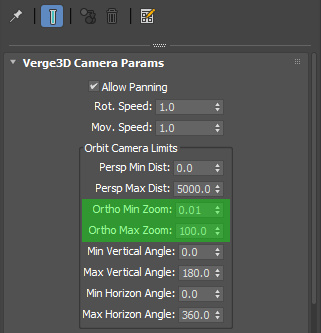 Verge3D Camera Params
Allow Panning
Rot. Speed: 1.0
Mov. Speed: 1.0
Orbit Camera Limits
Persp Min Dist: 0.0
Persp Max Dist: 5000.0
Ortho Min Zoom: 0.01
Ortho Max Zoom: 100.0
Min Vertical Angle: 0.0
Max Vertical Angle: 180.0
Min Horizon Angle: 0.0
Max Horizon Angle: 360.0